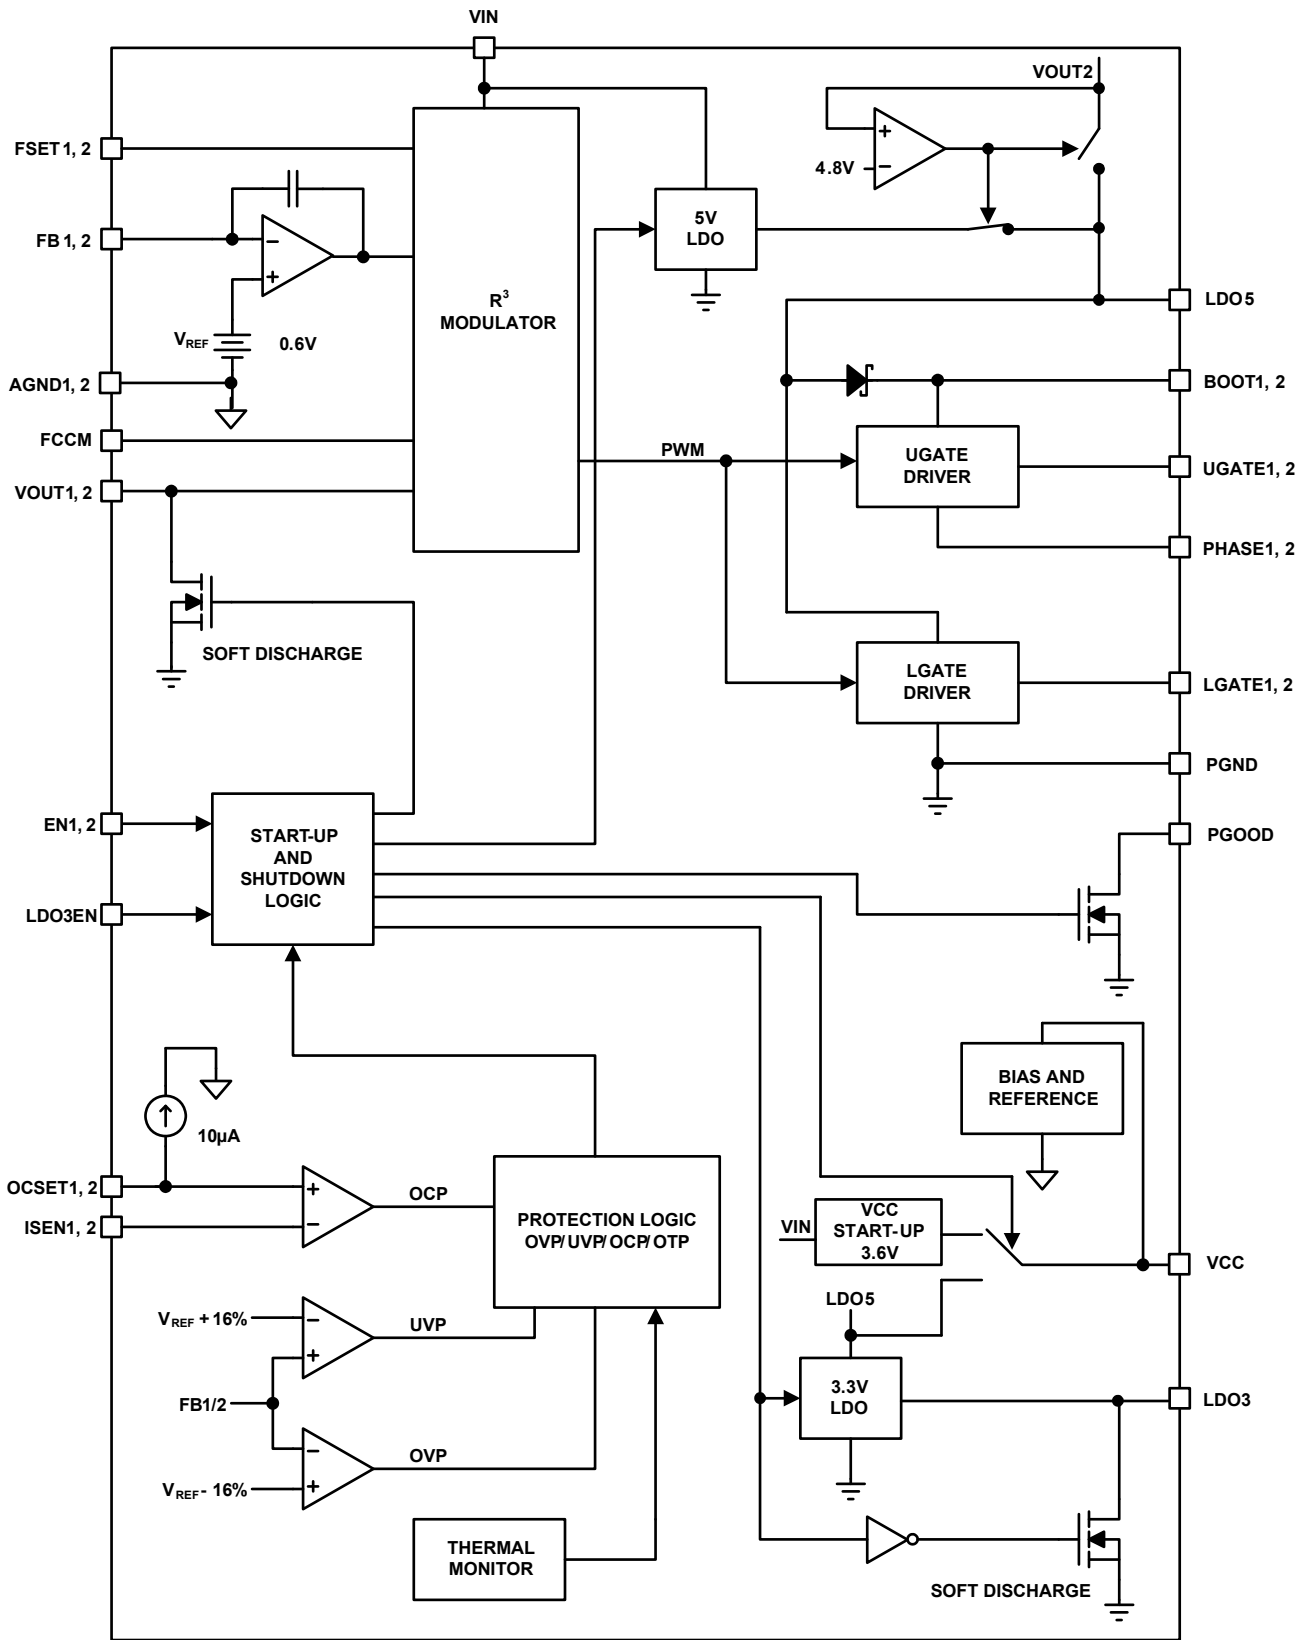 VIN
VOUT2
FSET1, 2
+
−
4.8V
5V
LDO
FB1, 2
−
+
R³
MODULATOR
LDO5
VREF
0.6V
AGND1, 2
BOOT1, 2
FCCM
PWM
UGATE
DRIVER
UGATE1, 2
VOUT1, 2
PHASE1, 2
SOFT DISCHARGE
LGATE
DRIVER
LGATE1, 2
PGND
EN1, 2
START-UP
AND
SHUTDOWN
LOGIC
PGOOD
LDO3EN
BIAS AND
REFERENCE
10µA
OCSET1, 2
+
−
OCP
ISEN1, 2
PROTECTION LOGIC
OVP/UVP/OCP/OTP
VIN
VCC
START-UP
3.6V
VCC
LDO5
VREF + 16%
−
+
UVP
3.3V
LDO
LDO3
FB1/2
−
+
OVP
VREF - 16%
THERMAL
MONITOR
SOFT DISCHARGE